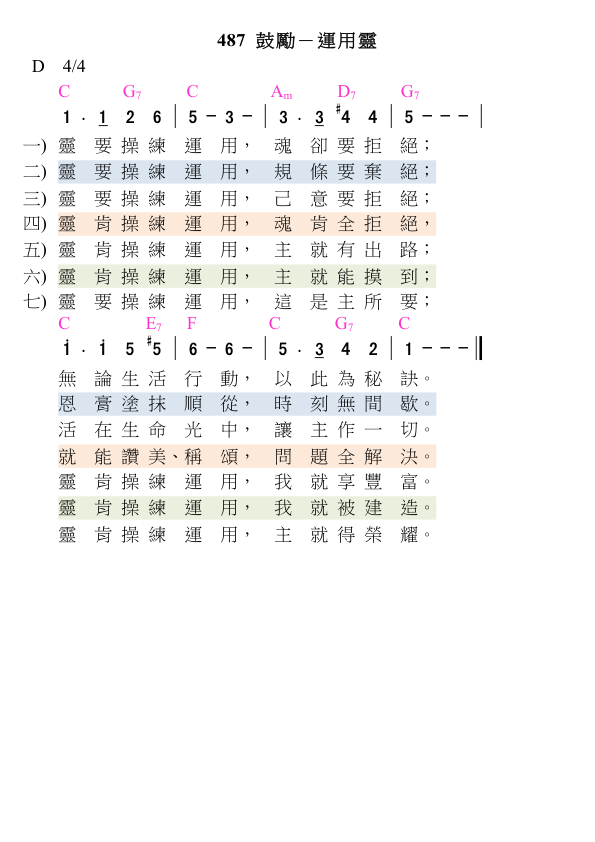 487 鼓勵－運用靈
D 4/4
C G7 C Am D7 G7
1 . 1 2 6 | 5 － 3 － | 3 . 3 #4 4 | 5 － － － |
一) 靈 要 操 練 運 用， 魂 卻 要 拒 絕；
二) 靈 要 操 練 運 用， 規 條 要 棄 絕；
三) 靈 要 操 練 運 用， 己 意 要 拒 絕；
四) 靈 肯 操 練 運 用， 魂 肯 全 拒 絕，
五) 靈 肯 操 練 運 用， 主 就 有 出 路；
六) 靈 肯 操 練 運 用， 主 就 能 摸 到；
七) 靈 要 操 練 運 用， 這 是 主 所 要；
C E7 F C G7 C
i . i 5 #5 | 6 － 6 － | 5 . 3 4 2 | 1 － － － ‖
無 論 生 活 行 動， 以 此 為 秘 訣。
恩 膏 塗 抹 順 從， 時 刻 無 間 歇。
活 在 生 命 光 中， 讓 主 作 一 切。
就 能 讚 美、稱 頌， 問 題 全 解 決。
靈 肯 操 練 運 用， 我 就 享 豐 富。
靈 肯 操 練 運 用， 我 就 被 建 造。
靈 肯 操 練 運 用， 主 就 得 榮 耀。